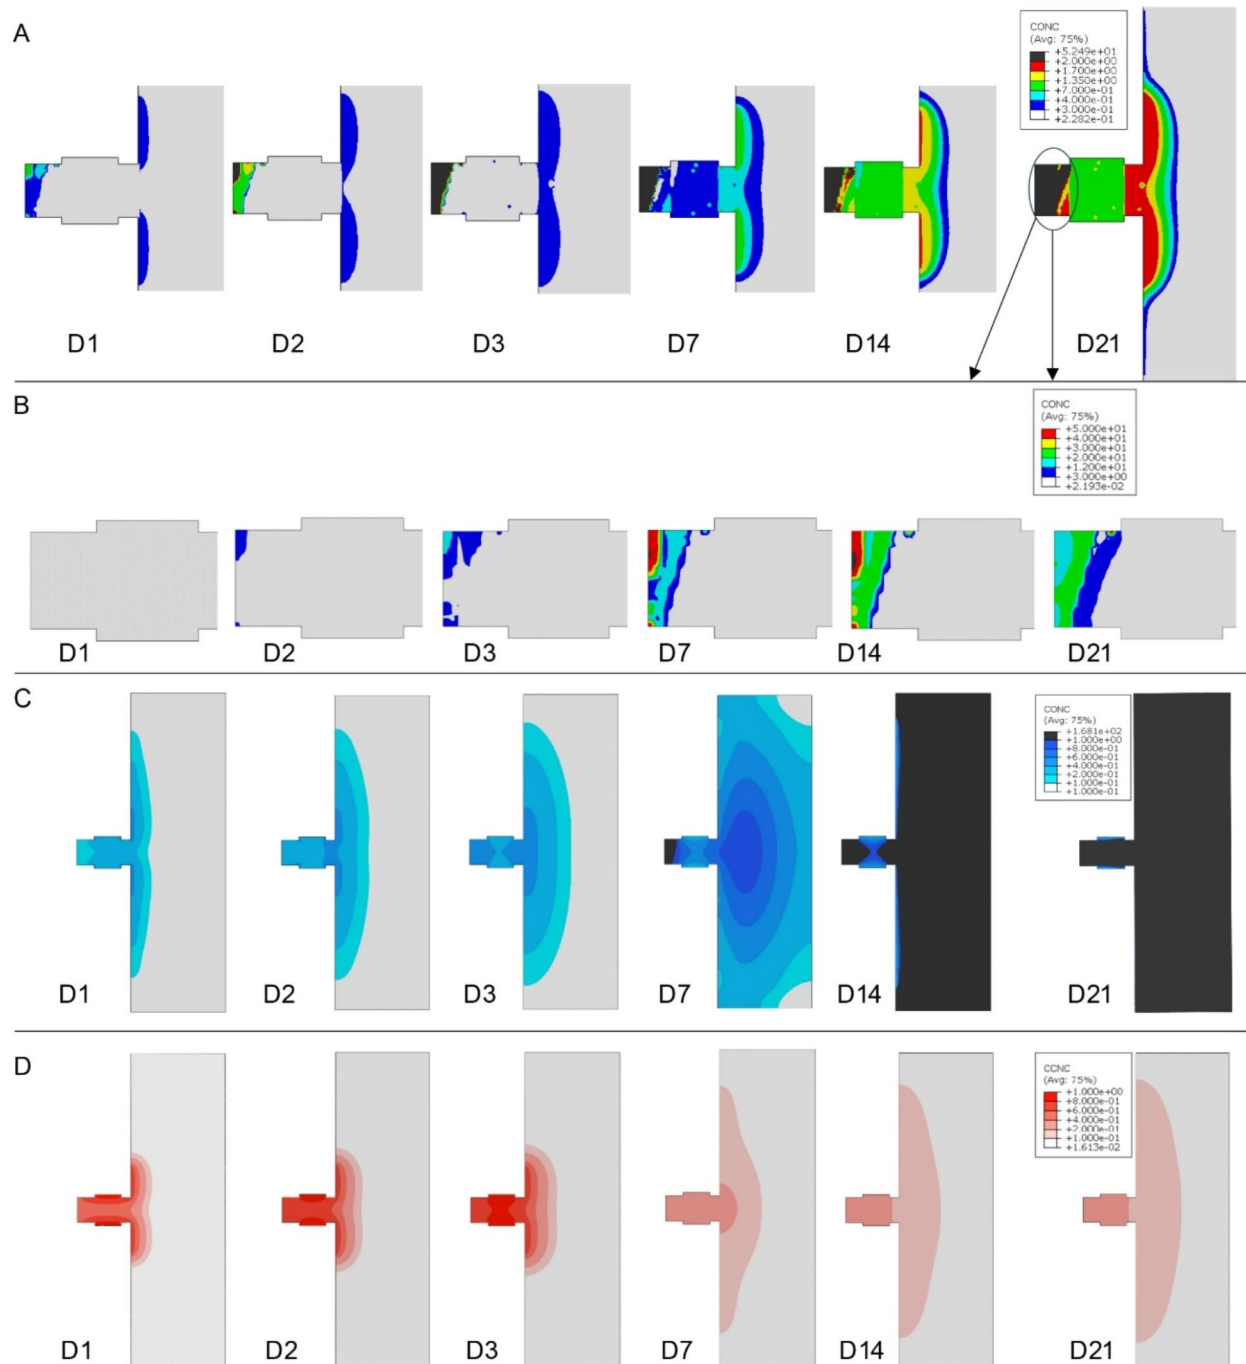 A
CONC
(Avg: 75%)
+5.249e+01
+2.000e+00
+1.700e+00
+1.350e+00
+7.000e-01
+4.000e-01
+3.000e-01
+2.282e-01
D1
D2
D3
D7
D14
D21
B
CONC
(Avg: 75%)
+5.000e+01
+4.000e+01
+3.000e+01
+2.000e+01
+1.200e+01
+3.000e+00
+2.193e-02
D1
D2
D3
D7
D14
D21
C
CONC
(Avg: 75%)
+1.681e+02
+1.000e+00
+8.000e-01
+6.000e-01
+4.000e-01
+2.000e-01
+1.000e-01
+1.000e-01
D1
D2
D3
D7
D14
D21
D
CCNC
(Avg: 75%)
+1.000e+00
+8.000e-01
+6.000e-01
+4.000e-01
+2.000e-01
+1.000e-01
+1.613e-02
D1
D2
D3
D7
D14
D21